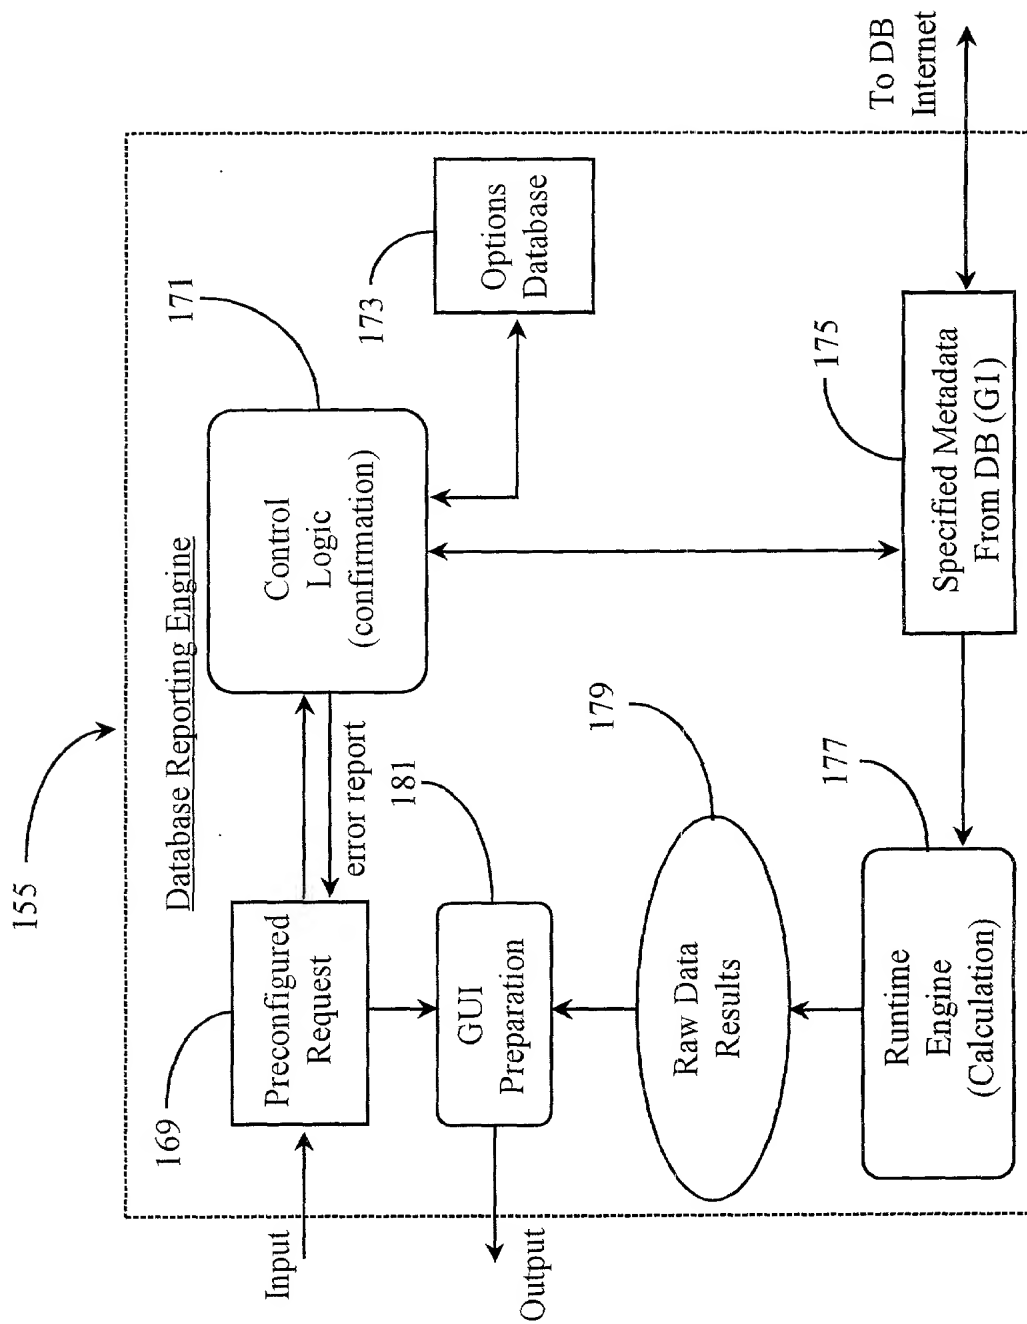 155
Database Reporting Engine
Input
169
Preconfigured
Request
error report
171
Control
Logic
(confirmation)
173
Options
Database
Output
181
GUI
Preparation
179
Raw Data
Results
177
Runtime
Engine
(Calculation)
175
Specified Metadata
From DB (G1)
To DB
Internet